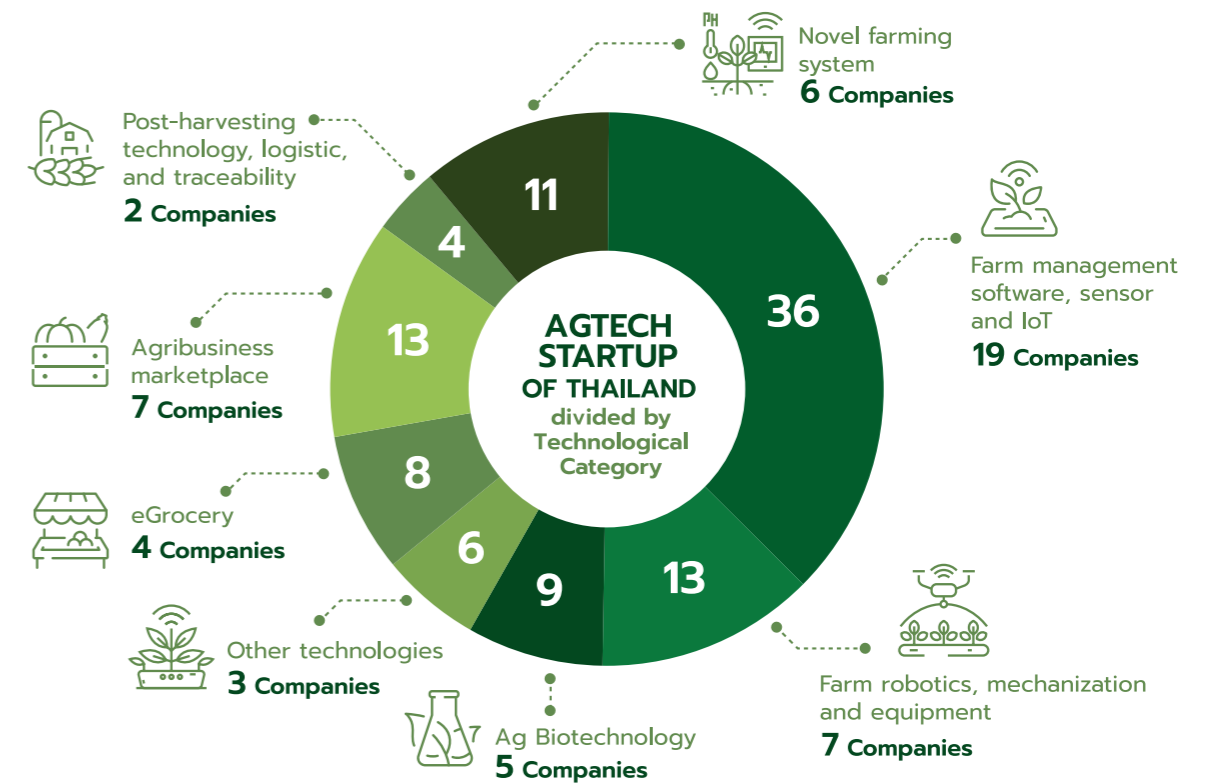 PH
Novel farming
system
6 Companies
Post-harvesting
technology, logistic,
and traceability
2 Companies
11
4
36
Farm management
software, sensor
and IoT
19 Companies
AGTECH
STARTUP
OF THAILAND
divided by
Technological
Category
13
Agribusiness
marketplace
7 Companies
8
eGrocery
4 Companies
6
9
13
Other technologies
3 Companies
Farm robotics, mechanization
and equipment
7 Companies
Ag Biotechnology
5 Companies